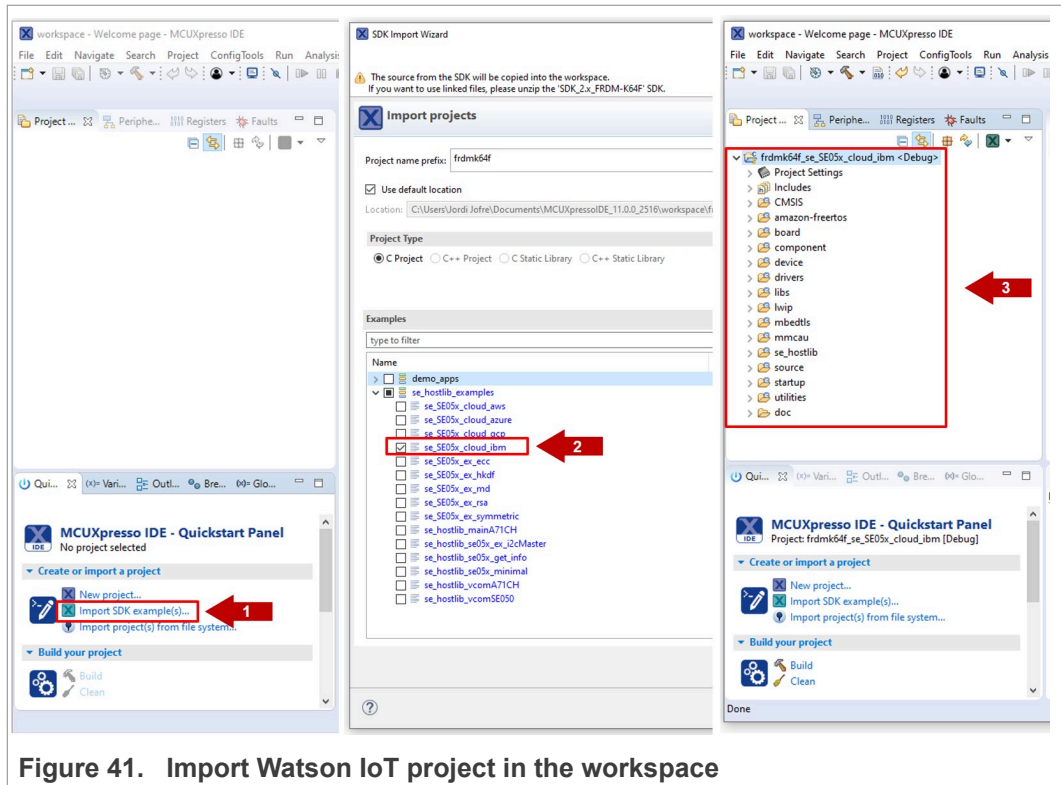 workspace - Welcome page - MCUXpresso IDE
File Edit Navigate Search Project ConfigTools Run Analysis
Project ... Periphe... Registers Faults
Qui... (x)= Vari... Outl... Bre... (x)= Glo...
MCUXpresso IDE - Quickstart Panel
IDE
No project selected
Create or import a project
New project...
Import SDK example(s)...
1
Import project(s) from file system...
Build your project
Build
Clean
SDK Import Wizard
The source from the SDK will be copied into the workspace.
If you want to use linked files, please unzip the 'SDK_2.x_FRDM-K64F' SDK.
Import projects
Project name prefix: frdmk64f
Use default location
Location: C:\Users\Jordi Jofre\Documents\MCUXpressoIDE_11.0.0_2516\workspace\fr
Project Type
C Project C++ Project C Static Library C++ Static Library
Examples
type to filter
Name
demo_apps
se_hostlib_examples
se_SE05x_cloud_aws
se_SE05x_cloud_azure
se_SE05x_cloud_gcp
se_SE05x_cloud_ibm
2
se_SE05x_ex_ecc
se_SE05x_ex_hkdf
se_SE05x_ex_md
se_SE05x_ex_rsa
se_SE05x_ex_symmetric
se_hostlib_mainA71CH
se_hostlib_se05x_ex_i2cMaster
se_hostlib_se05x_get_info
se_hostlib_se05x_minimal
se_hostlib_vcomA71CH
se_hostlib_vcomSE050
?
workspace - Welcome page - MCUXpresso IDE
File Edit Navigate Search Project ConfigTools Run Analysis
Project ... Periphe... Registers Faults
frdmk64f_se_SE05x_cloud_ibm <Debug>
Project Settings
Includes
CMSIS
amazon-freertos
board
component
device
drivers
libs
3
lwip
mbedtls
mmcau
se_hostlib
source
startup
utilities
doc
Qui... (x)= Vari... Outl... Bre... (x)= Glo...
MCUXpresso IDE - Quickstart Panel
IDE
Project: frdmk64f_se_SE05x_cloud_ibm [Debug]
Create or import a project
New project...
Import SDK example(s)...
Import project(s) from file system...
Build your project
Build
Clean
Done
Figure 41. Import Watson IoT project in the workspace